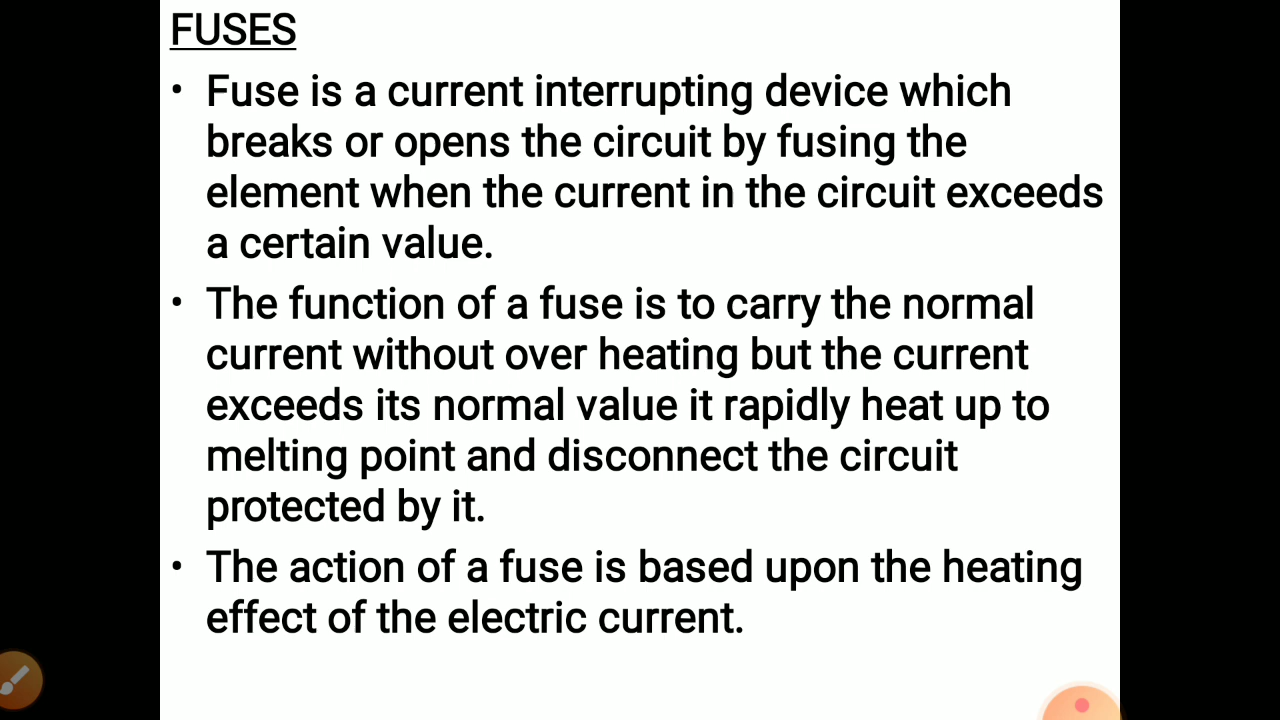 FUSES
• Fuse is a current interrupting device which
breaks or opens the circuit by fusing the
element when the current in the circuit exceeds
a certain value.
• The function of a fuse is to carry the normal
current without over heating but the current
exceeds its normal value it rapidly heat up to
melting point and disconnect the circuit
protected by it.
• The action of a fuse is based upon the heating
effect of the electric current.